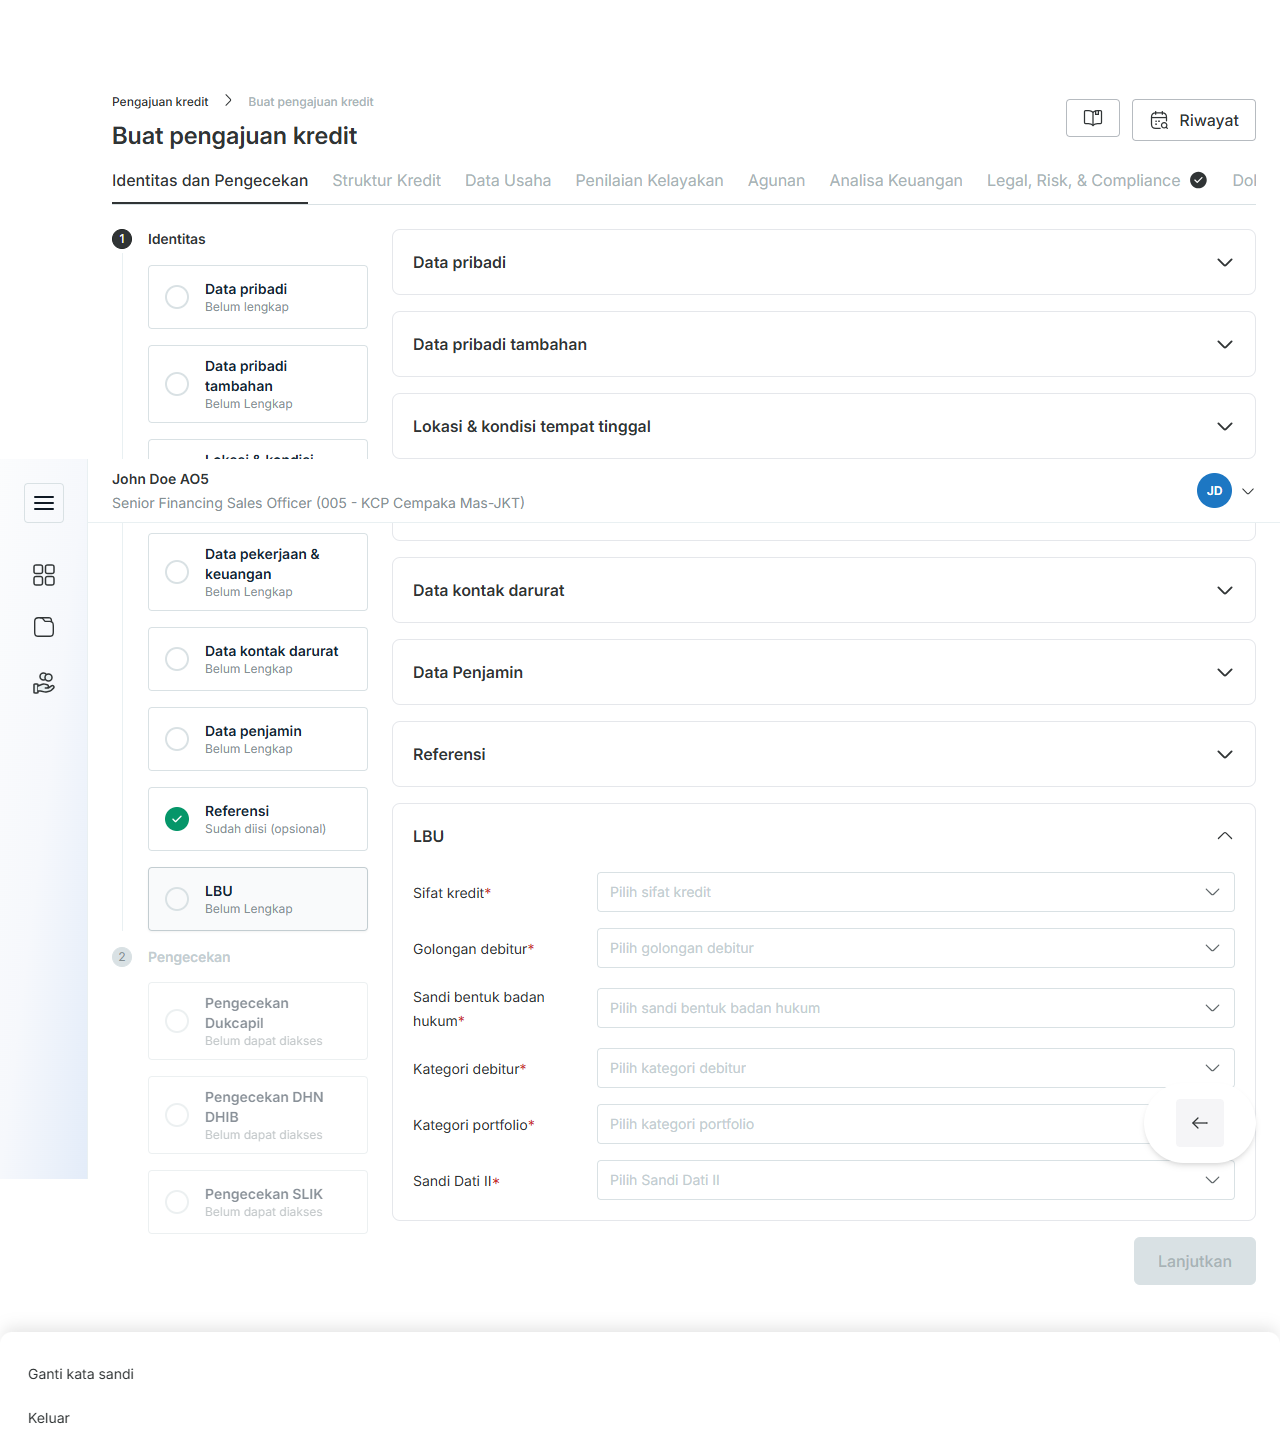 Pengajuan kredit
Buat pengajuan kredit
Buat pengajuan kredit
Riwayat
Identitas dan Pengecekan
Struktur Kredit
Data Usaha
Penilaian Kelayakan
Agunan
Analisa Keuangan
Legal, Risk, & Compliance
1
Identitas
Data pribadi
Belum lengkap
Data pribadi
tambahan
Belum Lengkap
Lokasi & kondisi
Data pribadi
Data pribadi tambahan
Lokasi & kondisi tempat tinggal
John Doe AO5
Senior Financing Sales Officer (005 - KCP Cempaka Mas-JKT)
JD
Data pekerjaan &
keuangan
Belum Lengkap
Data kontak darurat
Belum Lengkap
Data penjamin
Belum Lengkap
Referensi
Sudah diisi (opsional)
LBU
Belum Lengkap
2
Pengecekan
Pengecekan
Dukcapil
Belum dapat diakses
Pengecekan DHN
DHIB
Belum dapat diakses
Pengecekan SLIK
Belum dapat diakses
Data kontak darurat
Data Penjamin
Referensi
LBU
Sifat kredit*
Pilih sifat kredit
Golongan debitur*
Pilih golongan debitur
Sandi bentuk badan
hukum*
Pilih sandi bentuk badan hukum
Kategori debitur*
Pilih kategori debitur
Kategori portfolio*
Pilih kategori portfolio
Sandi Dati II*
Pilih Sandi Dati II
Lanjutkan
Ganti kata sandi
Keluar